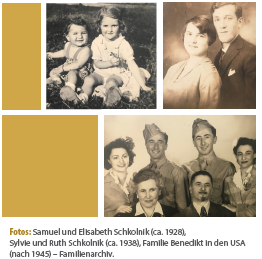 Fotos: Samuel und Elisabeth Schkolnik (ca. 1928),
Sylvie und Ruth Schkolnik (ca. 1938), Familie Benedikt in den USA
(nach 1945) – Familienarchiv.